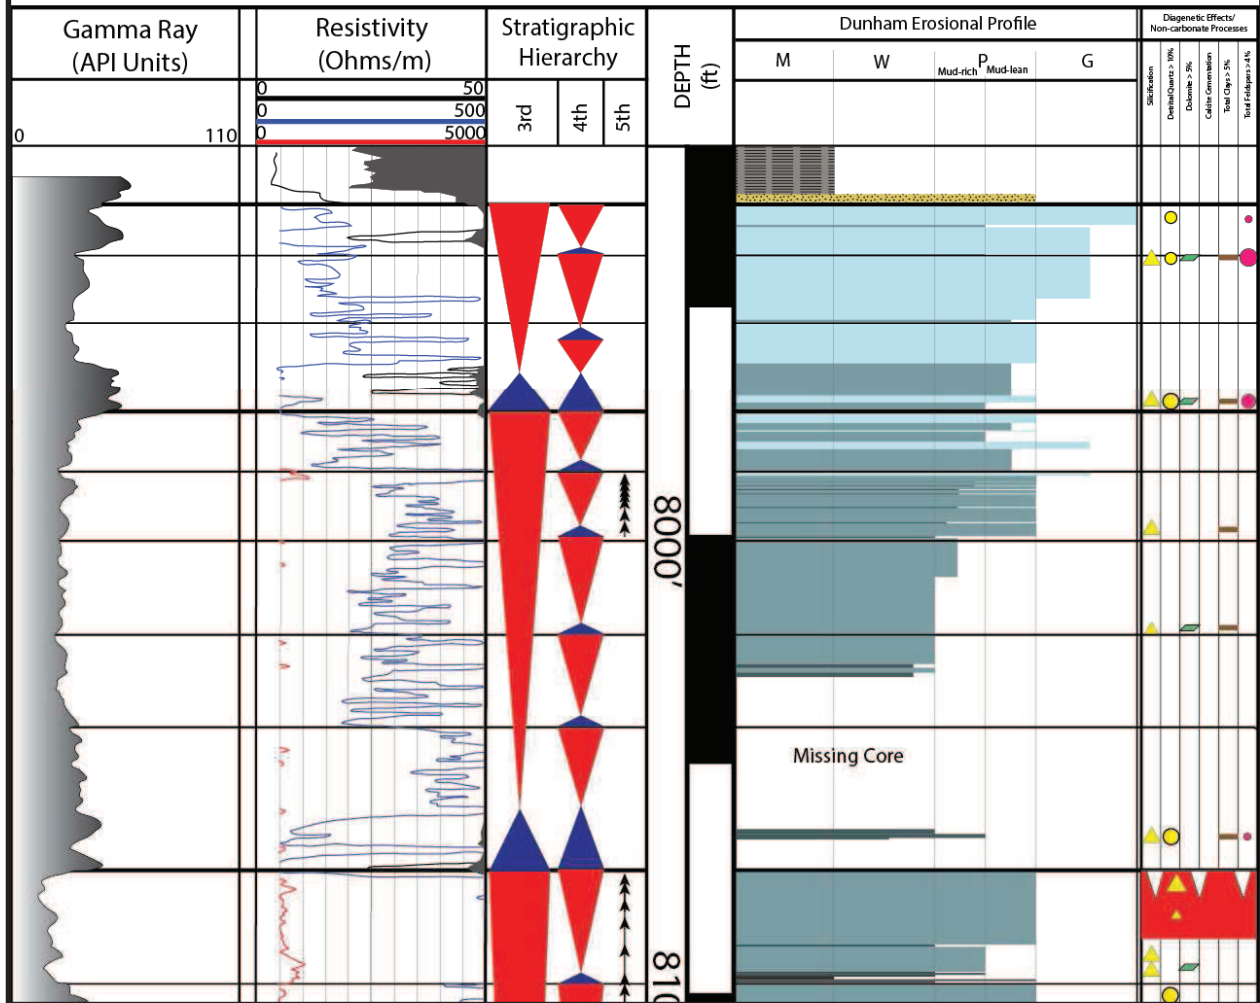 Gamma Ray
(API Units)
0 110
Resistivity
(Ohms/m)
0 50
0 500
0 5000
Stratigraphic
Hierarchy
3rd
4th
5th
DEPTH
(ft)
Dunham Erosional Profile
M W P G
Mud-rich Mud-lean
Diagenetic Effects/
Non-carbonate Processes
Silicification
Detrital Quartz > 10%
Dolomite > 5%
Calcite Cementation
Total Clays > 5%
Total Feldspars > 4%
8000'
Missing Core
810